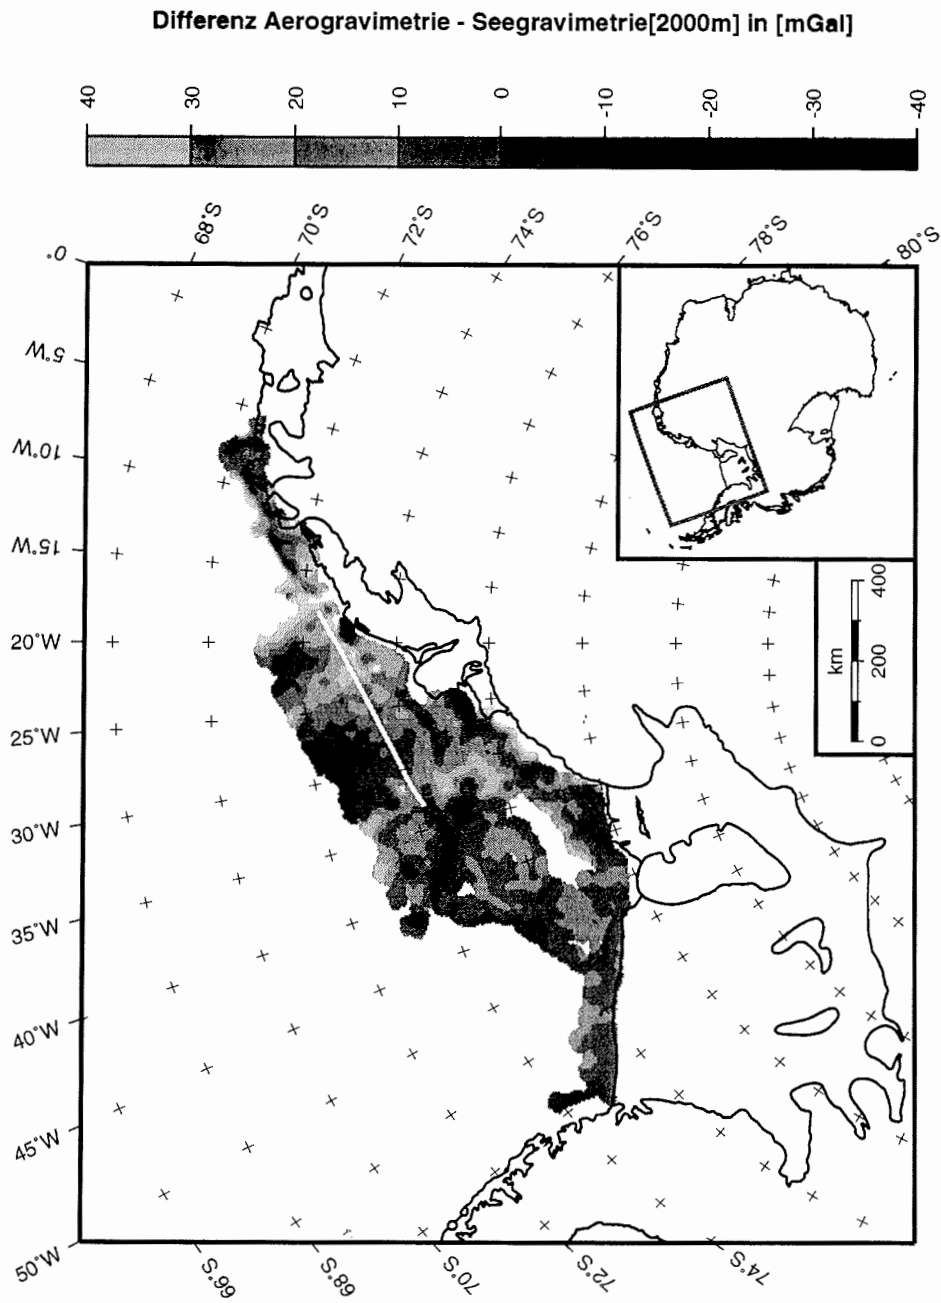 Differenz Aerogravimetrie - Seegravimetrie[2000m] in [mGal]
40 30 20 10 0 -10 -20 -30 -40
68°S 70°S 72°S 74°S 76°S 78°S 80°S
0°
5°W
10°W
15°W
20°W
25°W
30°W
35°W
40°W
45°W
50°W
km
0 200 400
66°S 68°S 70°S 72°S 74°S